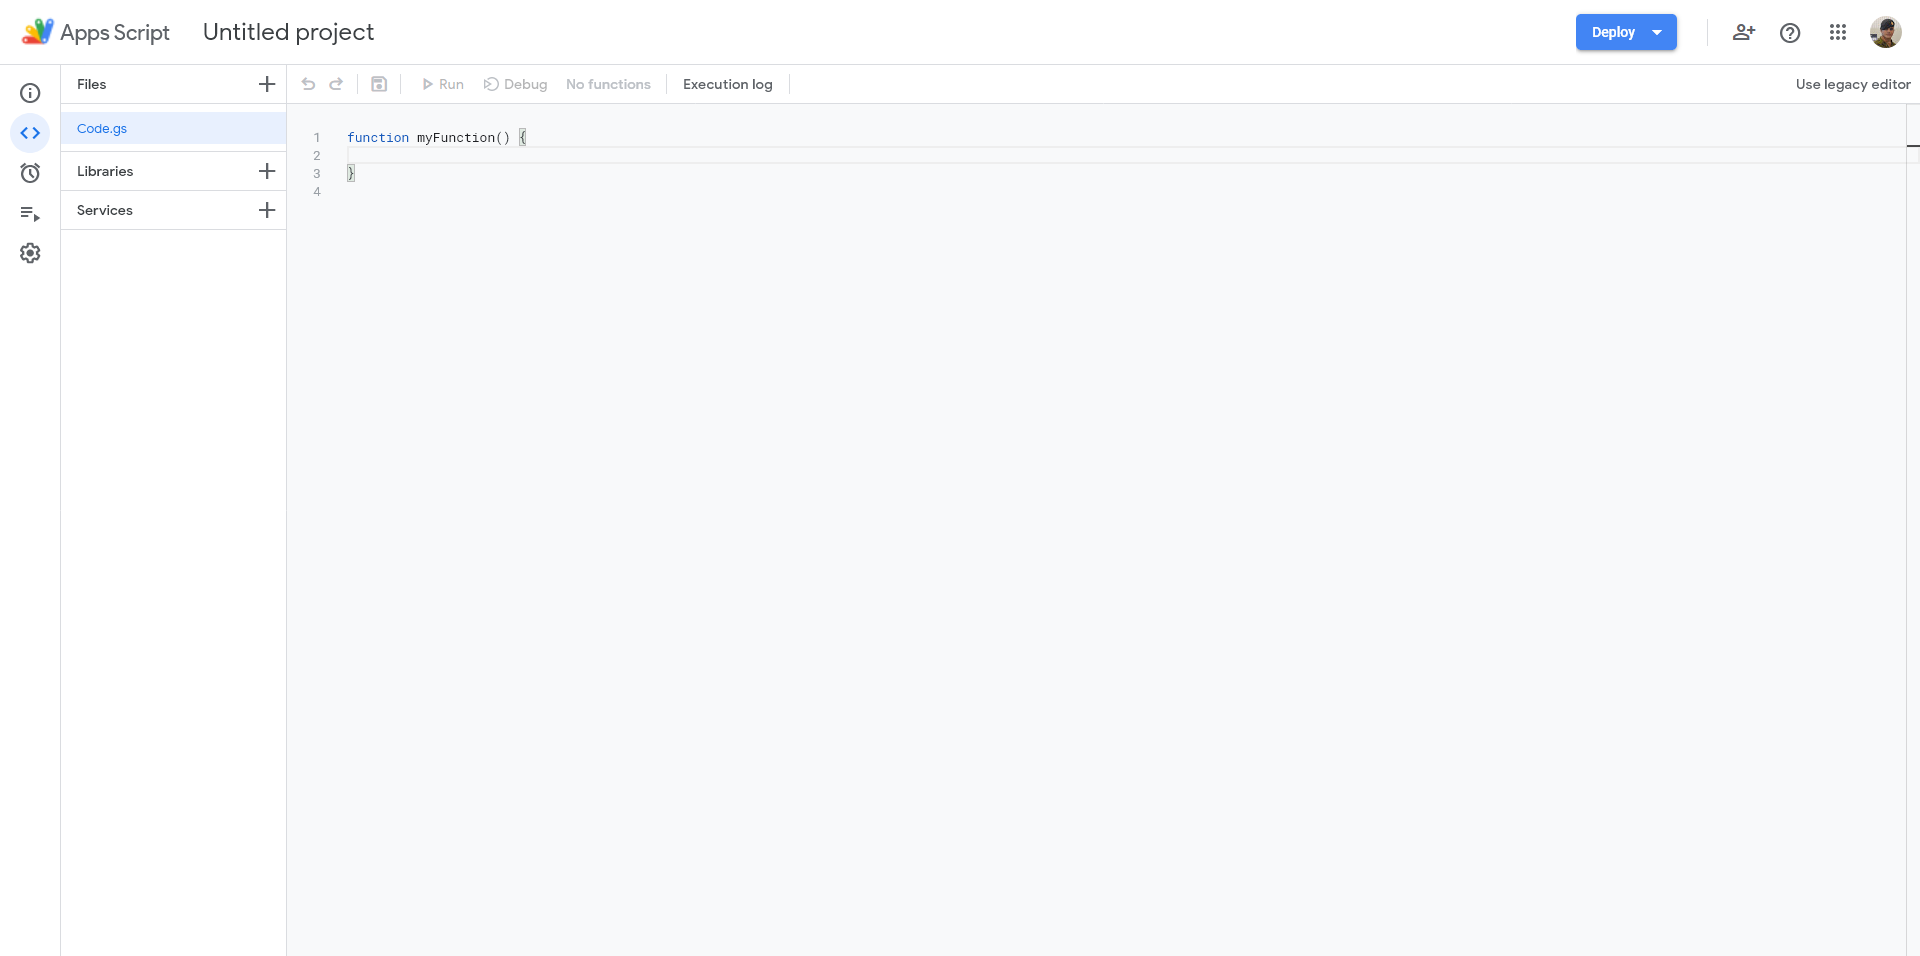 Apps Script Untitled project Deploy
Files Run Debug No functions Execution log Use legacy editor
Code.gs
1 function myFunction() {
2
3 }
4
Libraries
Services